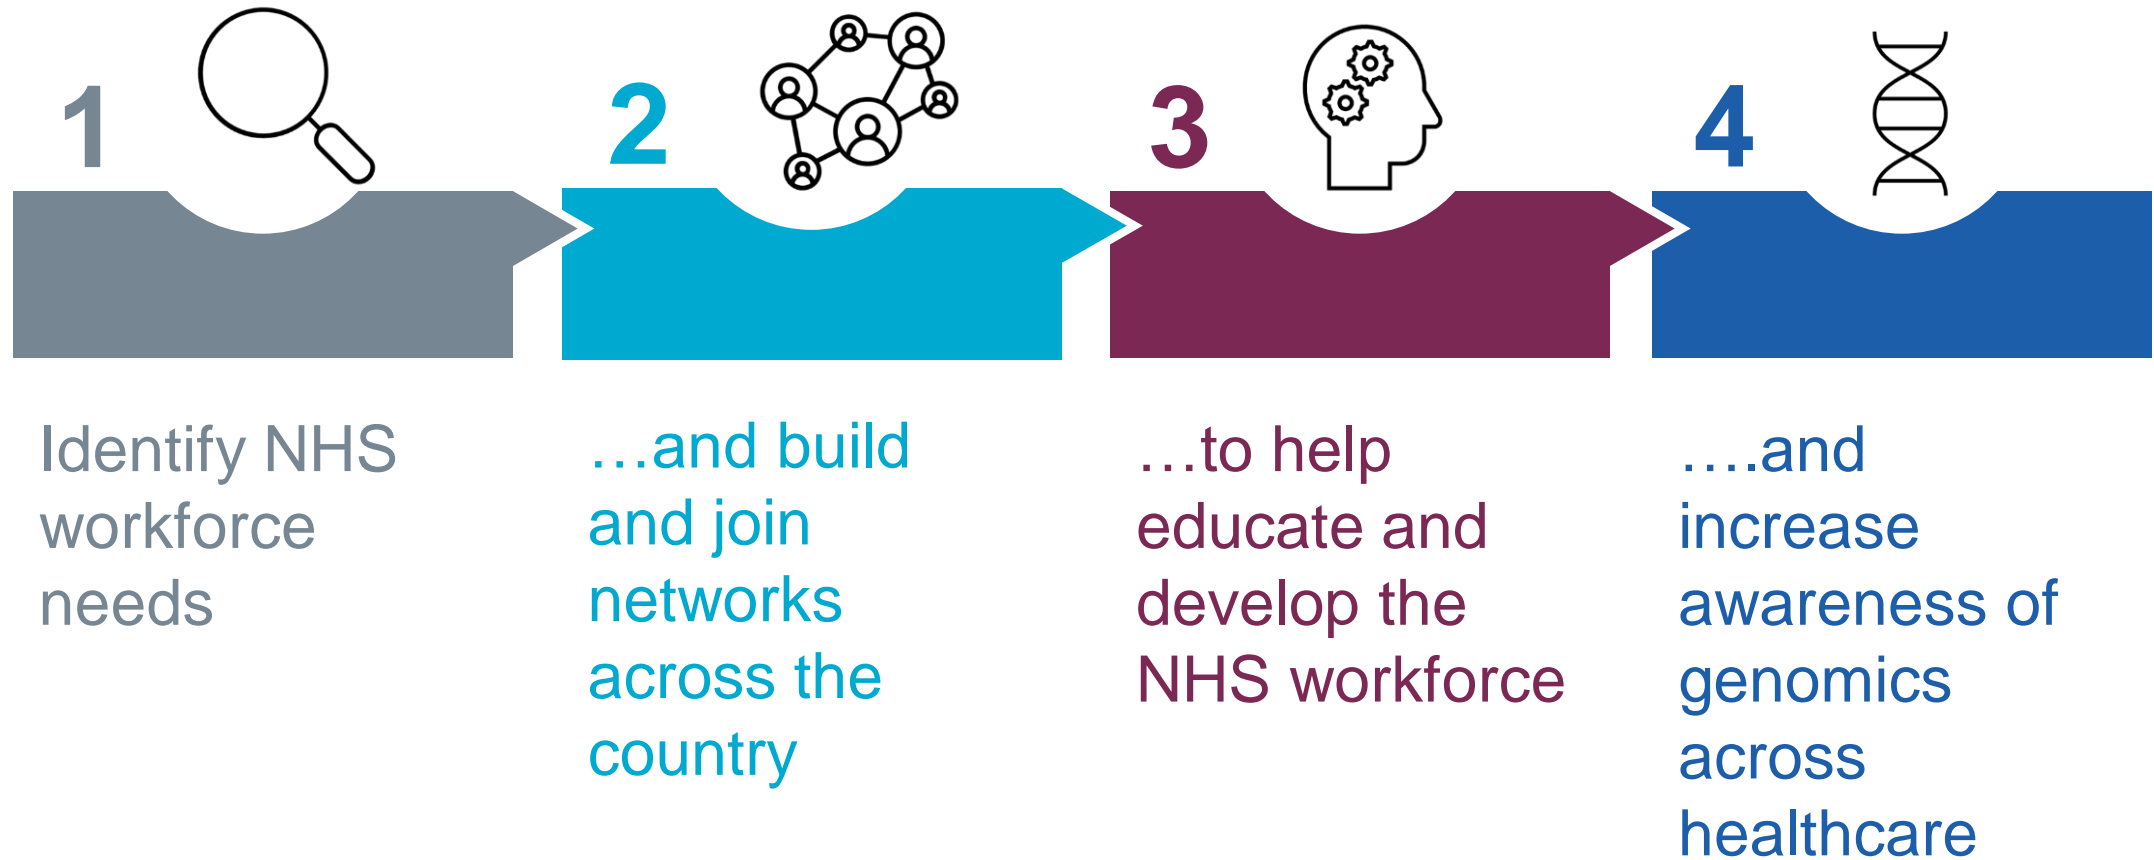 1
Identify NHS
workforce
needs
2
…and build
and join
networks
across the
country
3
…to help
educate and
develop the
NHS workforce
4
….and
increase
awareness of
genomics
across
healthcare